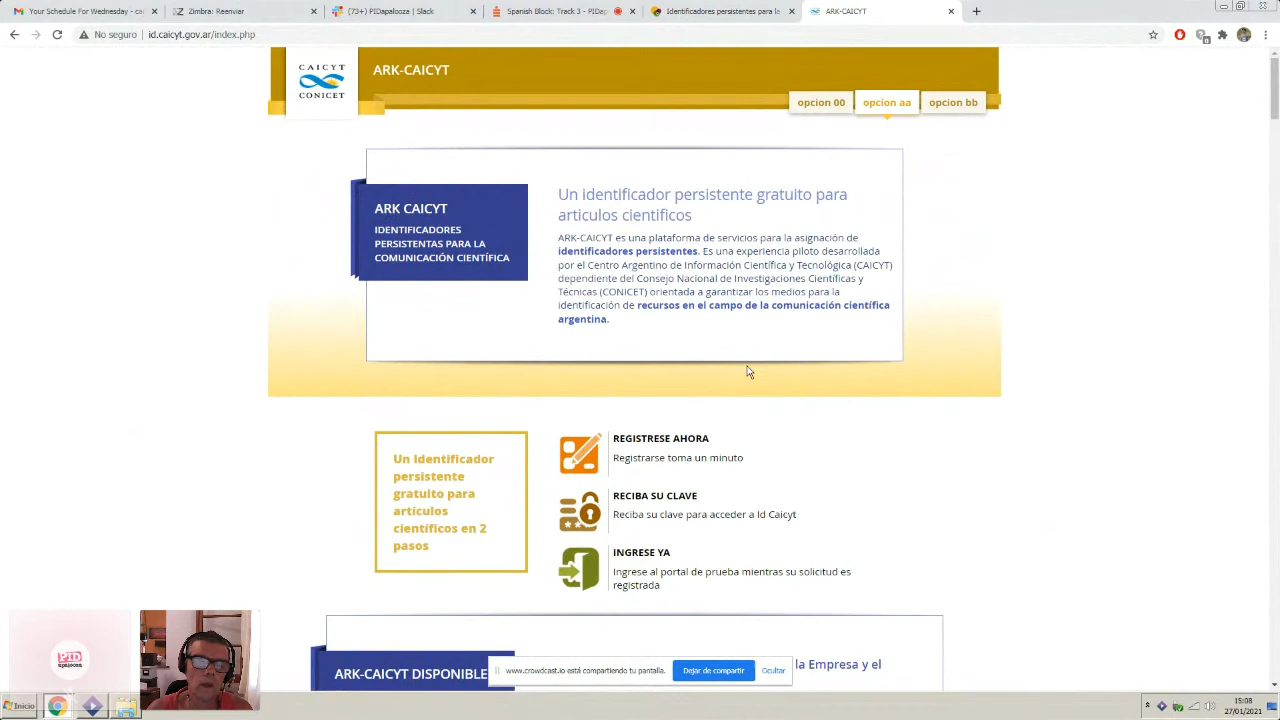 Your Schedule For Wednesday - ca
Zimbra: Reenviar
(73+) PIDapalooza | Slack
Spanish Block: Track 3 - PIDap
Identificadores persistentes para la
ARK-CAICYT
No seguro
id.caicyt.gov.ar/index.php
CAICYT
CONICET
ARK-CAICYT
opcion 00
opcion aa
opcion bb
ARK CAICYT
IDENTIFICADORES
PERSISTENTAS PARA LA
COMUNICACIÓN CIENTÍFICA
Un identificador persistente gratuito para
articulos cientificos
ARK-CAICYT es una plataforma de servicios para la asignación de
identificadores persistentes. Es una experiencia piloto desarrollada
por el Centro Argentino de Información Científica y Tecnológica (CAICYT)
dependiente del Consejo Nacional de Investigaciones Científicas y
Técnicas (CONICET) orientada a garantizar los medios para la
identificación de recursos en el campo de la comunicación científica
argentina.
Un Identificador
persistente
gratuito para
artículos
científicos en 2
pasos
REGISTRESE AHORA
Registrarse toma un minuto
RECIBA SU CLAVE
Reciba su clave para acceder a Id Caicyt
INGRESE YA
Ingrese al portal de prueba mientras su solicitud es
registrada
ARK-CAICYT DISPONIBLE
la Empresa y el
www.crowdcast.io está compartiendo tu pantalla.
Dejar de compartir
Ocultar
PID
apalooza
Inicio
15:08
27/01/2021